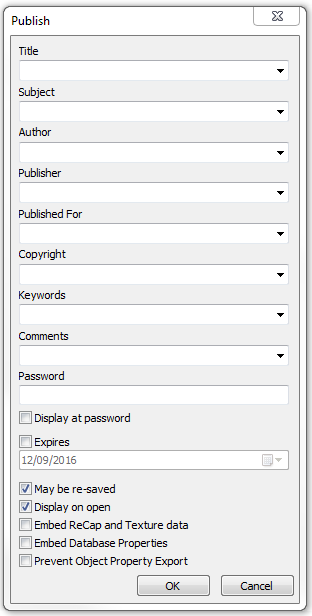 Publish
Title
Subject
Author
Publisher
Published For
Copyright
Keywords
Comments
Password
Display at password
Expires
12/09/2016
May be re-saved
Display on open
Embed ReCap and Texture data
Embed Database Properties
Prevent Object Property Export
OK Cancel